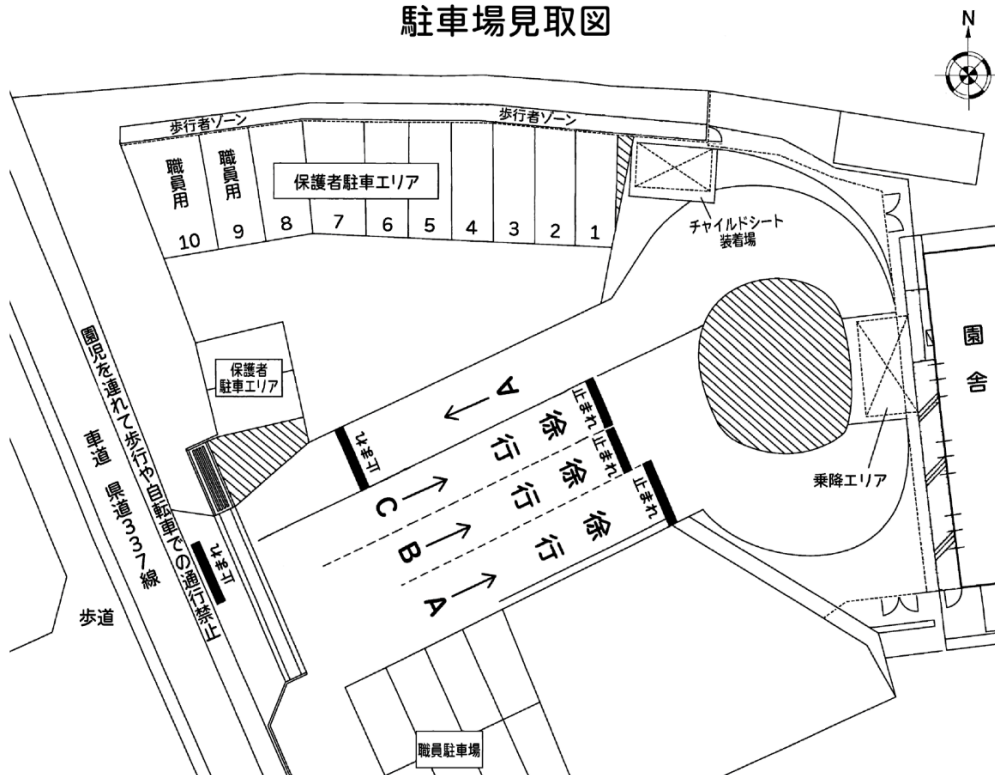 駐車場見取図
N
歩行者ゾーン
歩行者ゾーン
職員用
職員用
保護者駐車エリア
10
9
8
7
6
5
4
3
2
1
チャイルドシート
装着場
園舎
保護者
駐車エリア
A
止まれ
止まれ
徐行
C
止まれ
徐行
B
止まれ
徐行
A
乗降エリア
園児を連れて歩行や自転車での通行禁止
車道 県道337線
止まれ
歩道
職員駐車場